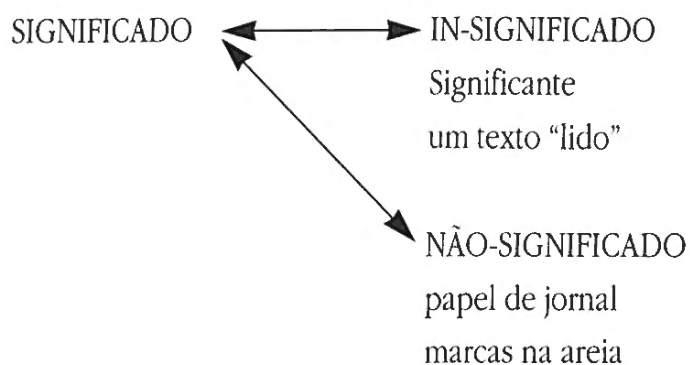 SIGNIFICADO IN-SIGNIFICADO
Significante
um texto “lido”
NÃO-SIGNIFICADO
papel de jornal
marcas na areia